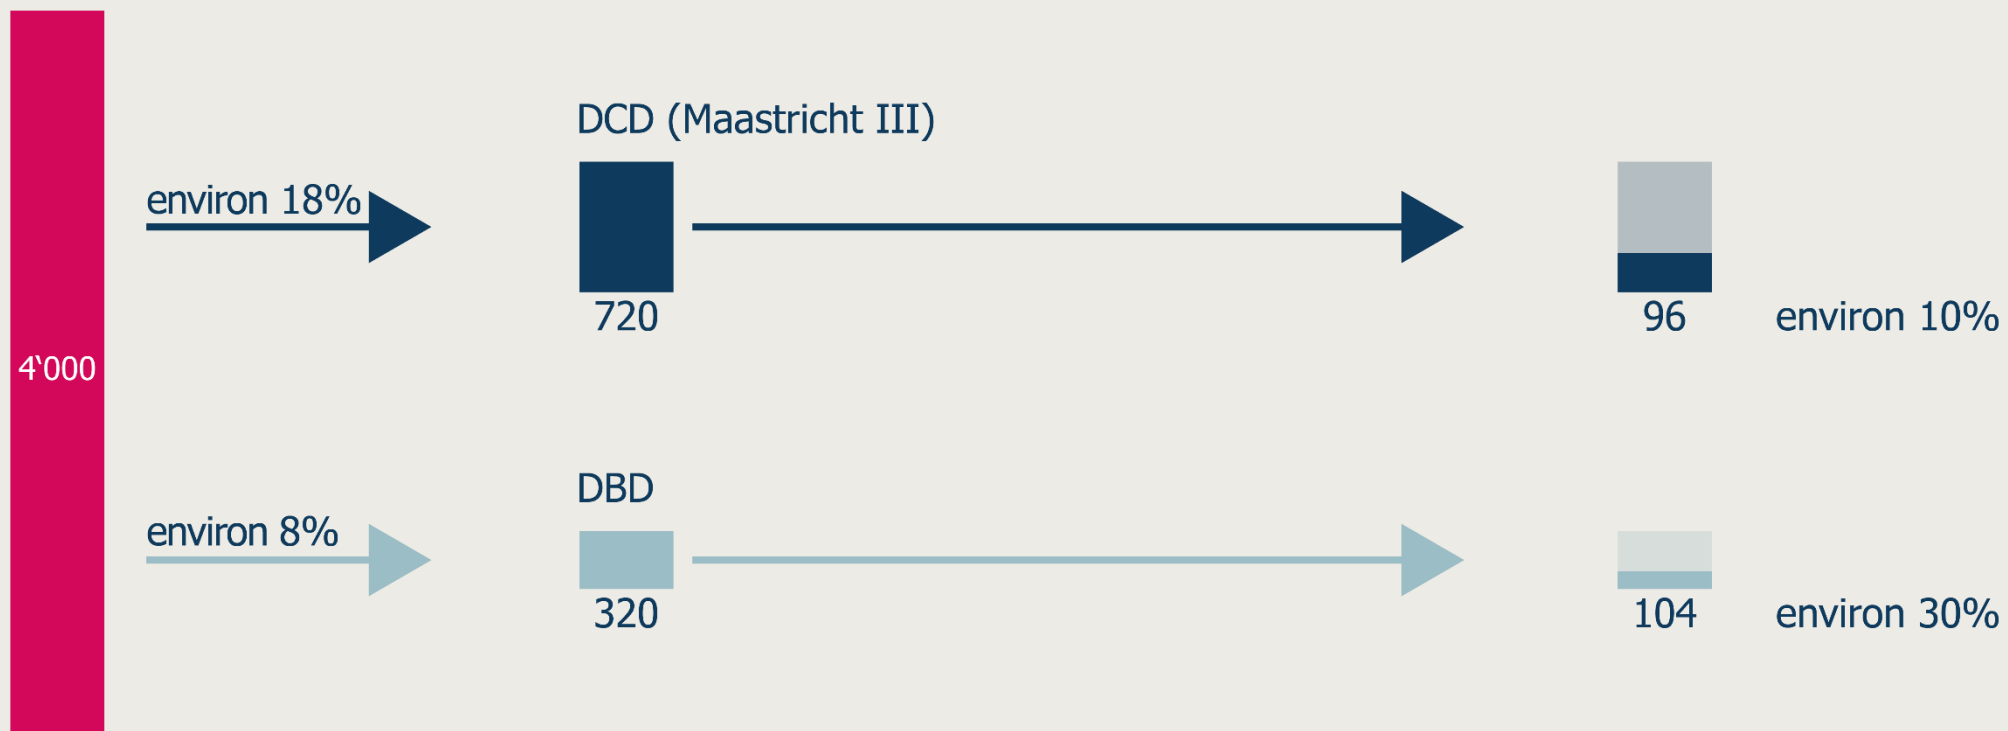 4‘000
environ 18%
DCD (Maastricht III)
720
96
environ 10%
environ 8%
DBD
320
104
environ 30%